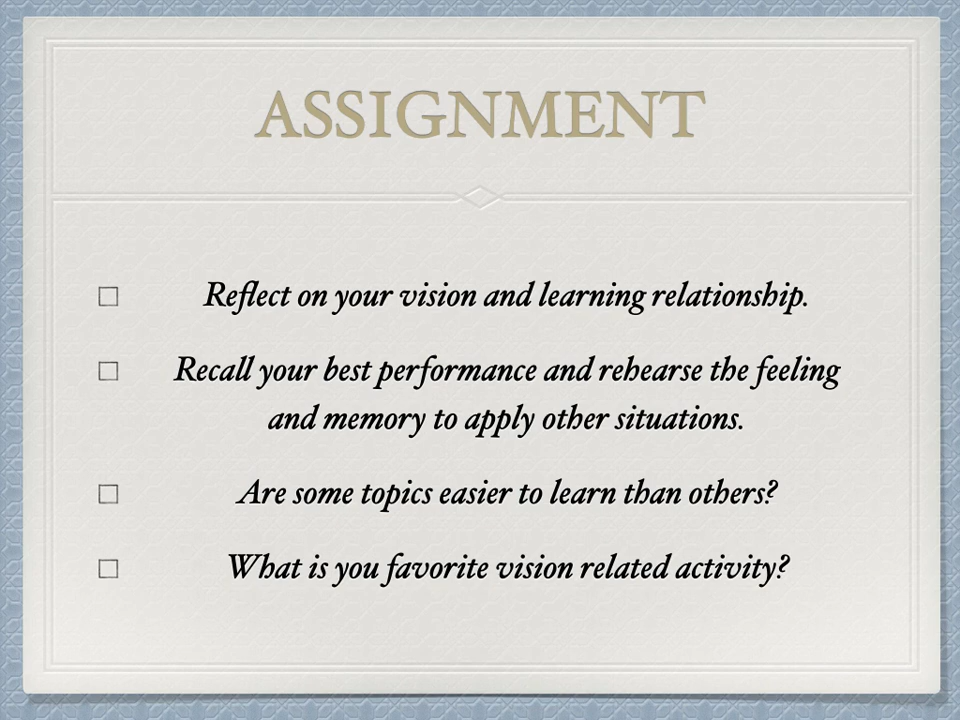 ASSIGNMENT
Reflect on your vision and learning relationship.
Recall your best performance and rehearse the feeling
and memory to apply other situations.
Are some topics easier to learn than others?
What is you favorite vision related activity?